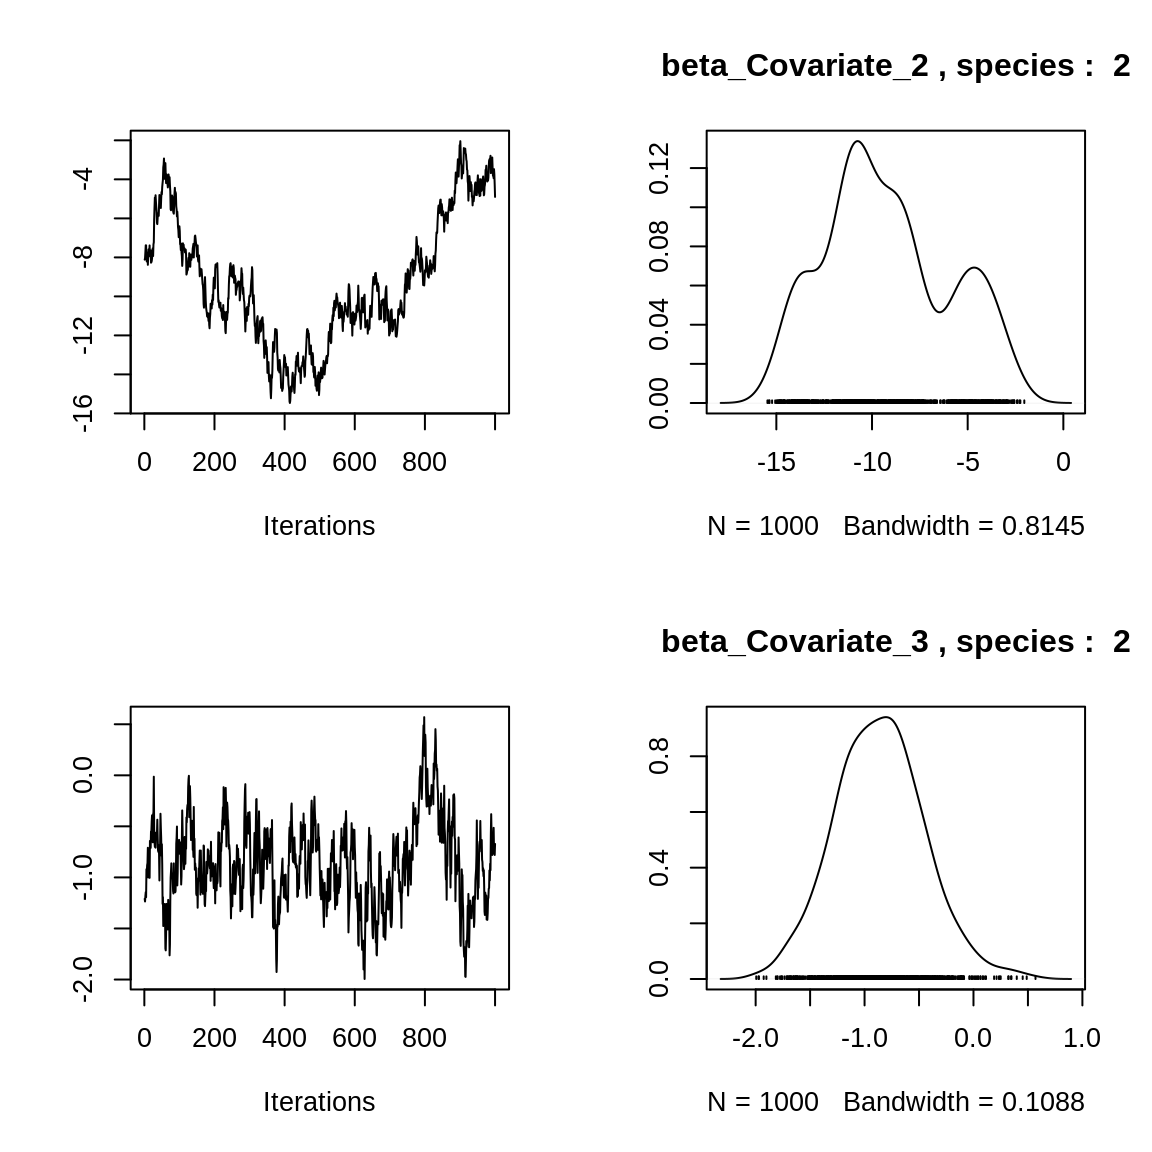 beta_Covariate_2 , species :  2
-4
-8
-12
-16
0 200 400 600 800
Iterations
0.12
0.08
0.04
0.00
-15 -10 -5 0
N = 1000   Bandwidth = 0.8145
beta_Covariate_3 , species :  2
0.0
-1.0
-2.0
0 200 400 600 800
Iterations
0.8
0.4
0.0
-2.0 -1.0 0.0 1.0
N = 1000   Bandwidth = 0.1088